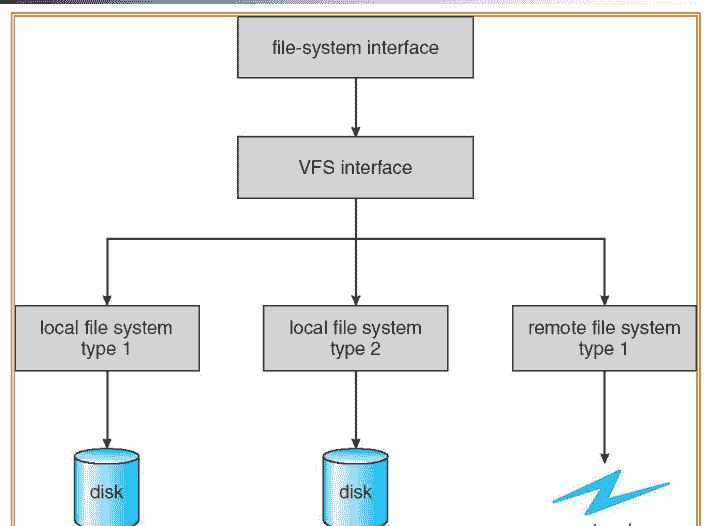 file-system interface
VFS interface
local file system
type 1
local file system
type 2
remote file system
type 1
disk
disk